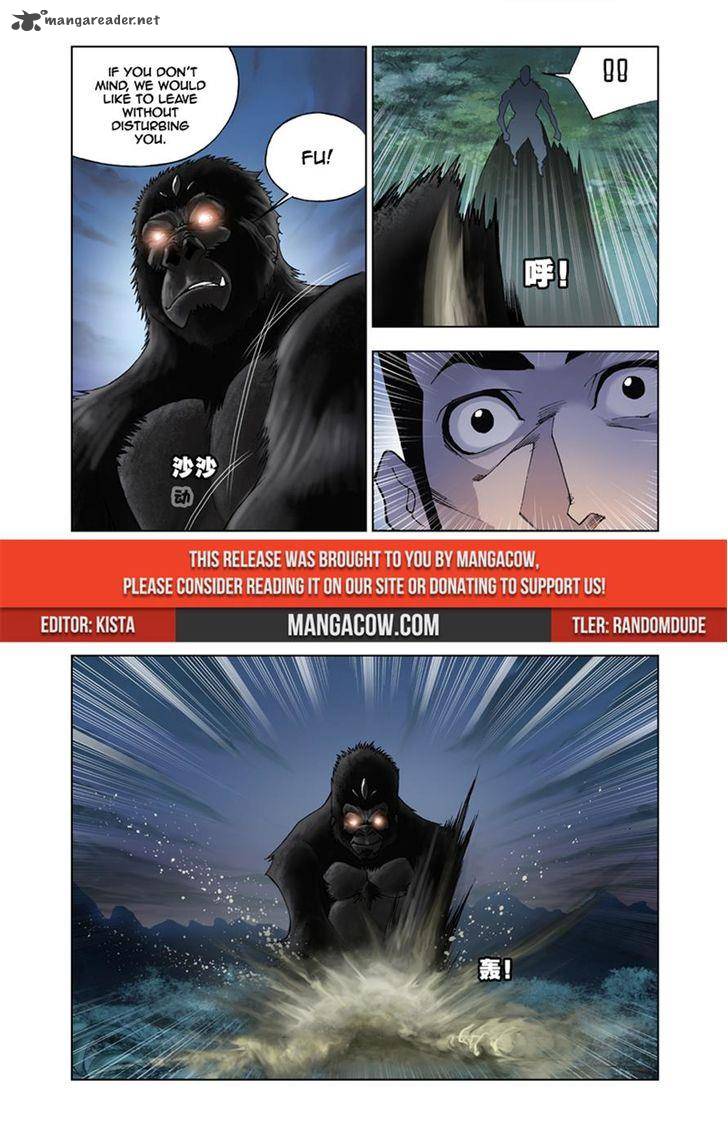 mangareader.net
IF YOU DON'T
MIND, WE WOULD
LIKE TO LEAVE
WITHOUT
DISTURBING
YOU.
FU!
!!
呼!
沙沙
动
THIS RELEASE WAS BROUGHT TO YOU BY MANGACOW,
PLEASE CONSIDER READING IT ON OUR SITE OR DONATING TO SUPPORT US!
EDITOR: KISTA
MANGACOW.COM
TLER: RANDOMDUDE
轰!